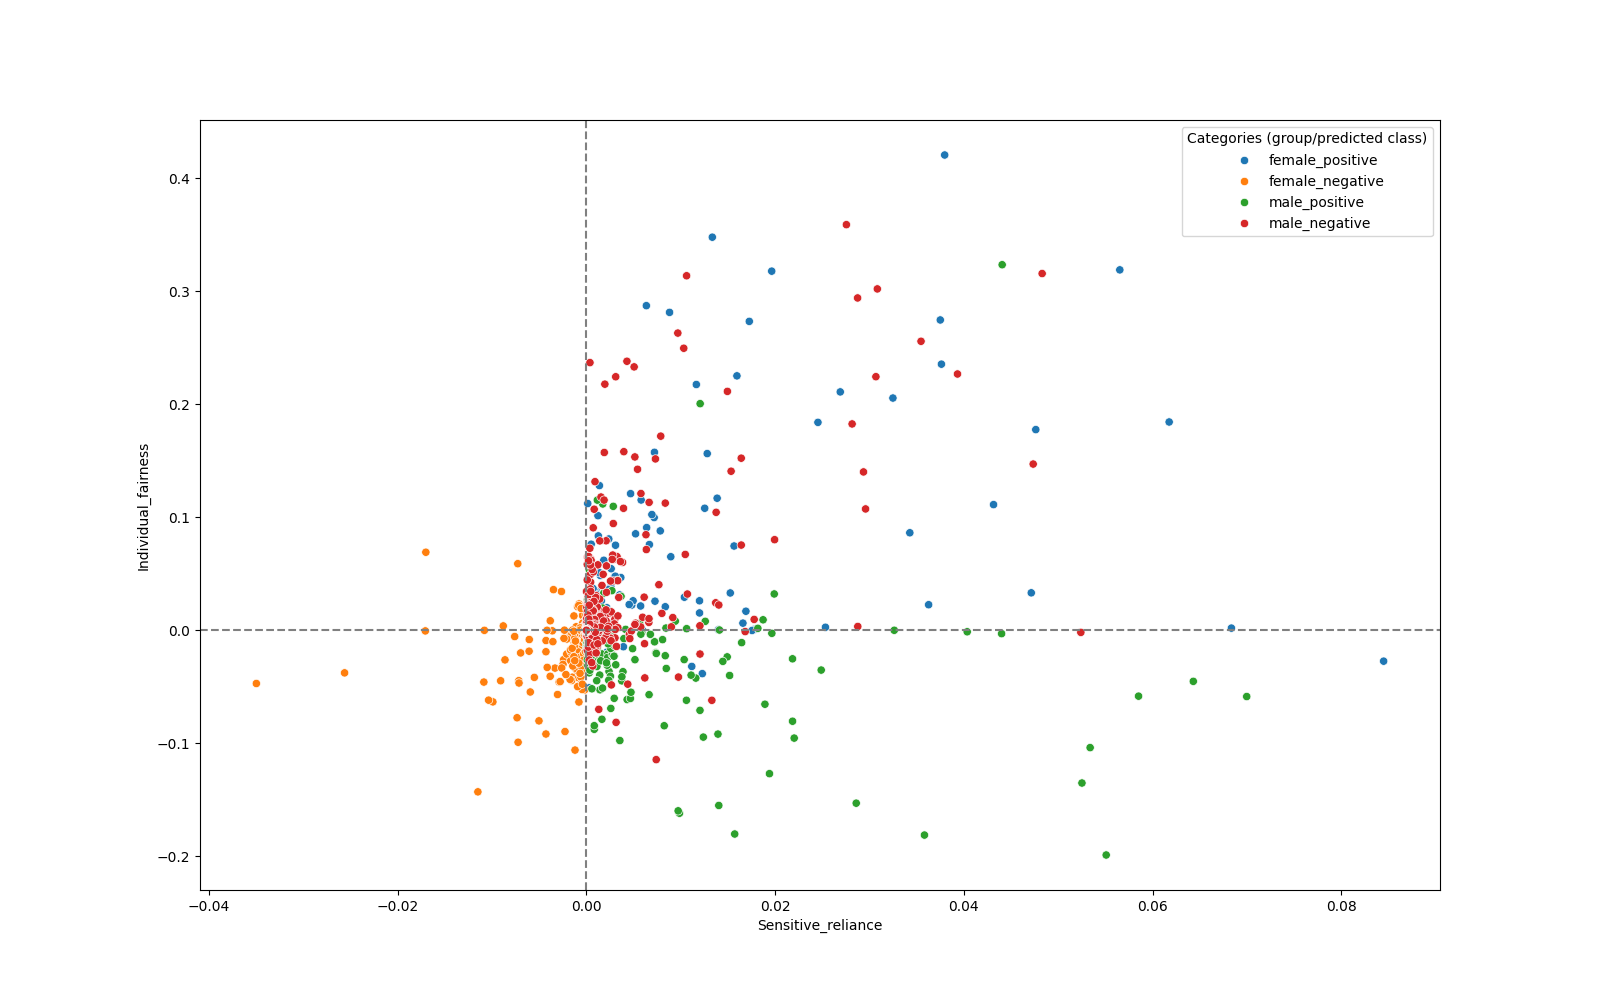 Categories (group/predicted class)
female_positive
female_negative
male_positive
male_negative
Individual_fairness
0.4
0.3
0.2
0.1
0.0
−0.1
−0.2
−0.04
−0.02
0.00
0.02
0.04
0.06
0.08
Sensitive_reliance